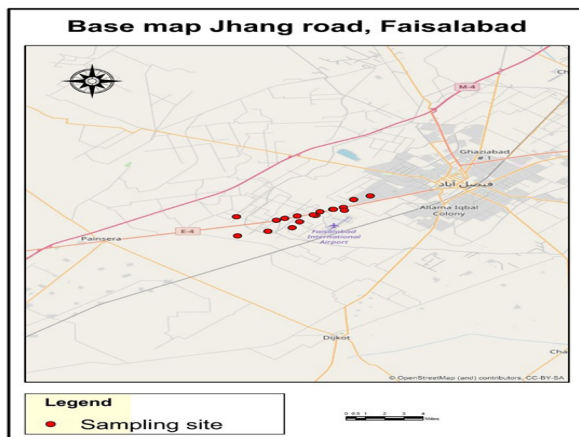 Base map Jhang road, Faisalabad
M-4
Ghaziabad
# 1
فیصل آباد
Allama Iqbal
Colony
Faisalabad
International
Airport
E-4
Painsera
Dijkot
© OpenStreetMap (and) contributors, CC-BY-SA
Legend
Sampling site